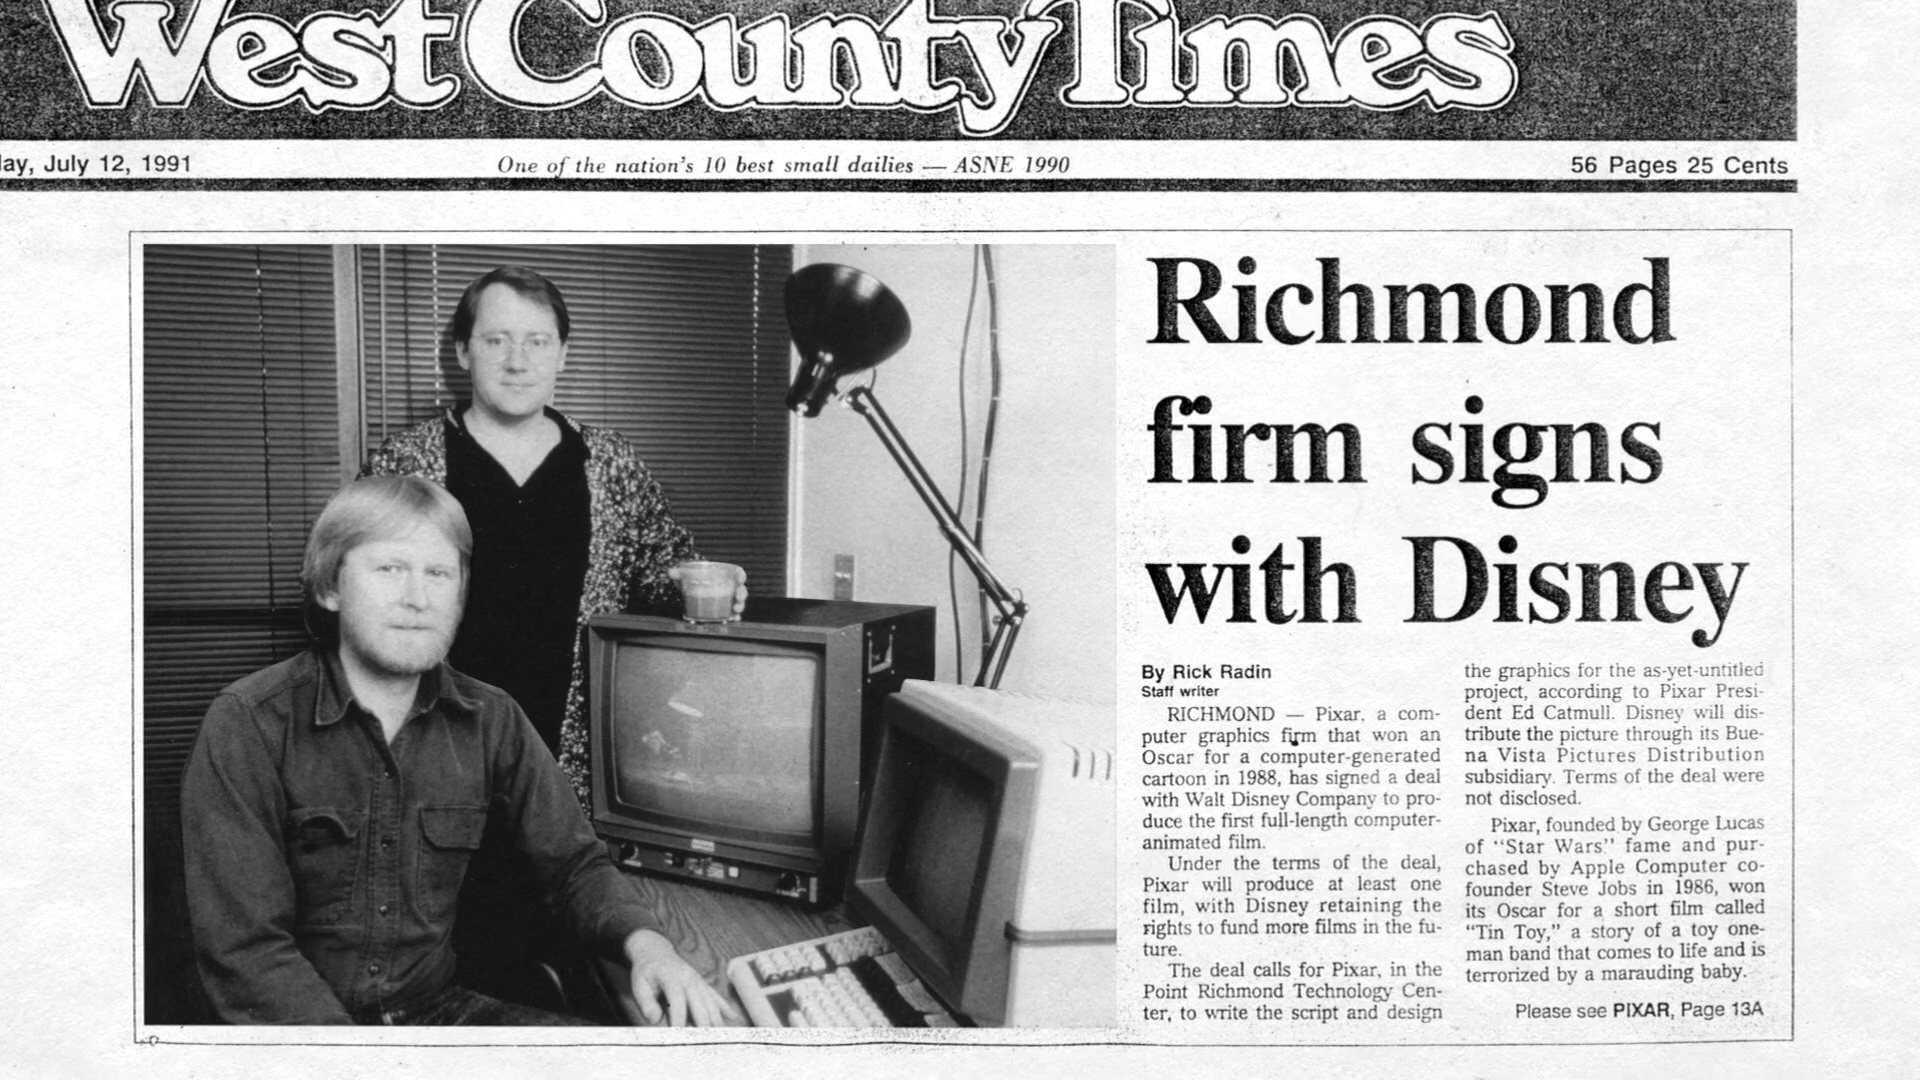 West County Times
ay, July 12, 1991
One of the nation's 10 best small dailies — ASNE 1990
56 Pages 25 Cents
Richmond
firm signs
with Disney
By Rick Radin
Staff writer
RICHMOND — Pixar, a com-
puter graphics firm that won an
Oscar for a computer-generated
cartoon in 1988, has signed a deal
with Walt Disney Company to pro-
duce the first full-length computer-
animated film.
Under the terms of the deal,
Pixar will produce at least one
film, with Disney retaining the
rights to fund more films in the fu-
ture.
The deal calls for Pixar, in the
Point Richmond Technology Cen-
ter, to write the script and design
the graphics for the as-yet-untitled
project, according to Pixar Presi-
dent Ed Catmull. Disney will dis-
tribute the picture through its Bue-
na Vista Pictures Distribution
subsidiary. Terms of the deal were
not disclosed.
Pixar, founded by George Lucas
of "Star Wars" fame and pur-
chased by Apple Computer co-
founder Steve Jobs in 1986, won
its Oscar for a short film called
"Tin Toy," a story of a toy one-
man band that comes to life and is
terrorized by a marauding baby.
Please see PIXAR, Page 13A